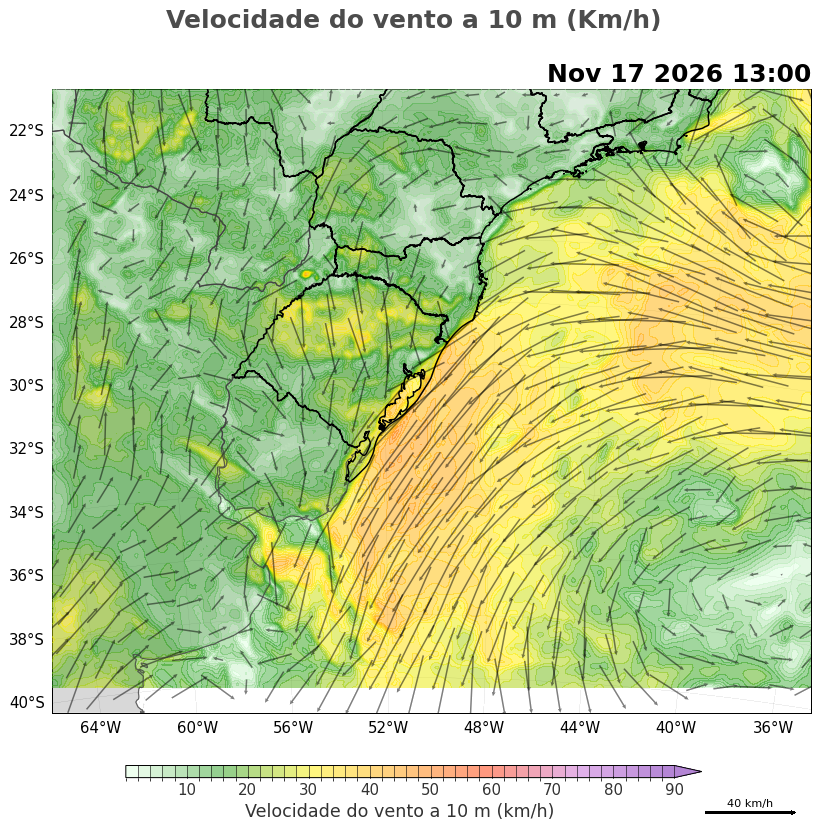 Velocidade do vento a 10 m (Km/h)
Nov 17 2026 13:00
22°S
24°S
26°S
28°S
30°S
32°S
34°S
36°S
38°S
40°S
64°W 60°W 56°W 52°W 48°W 44°W 40°W 36°W
10 20 30 40 50 60 70 80 90
Velocidade do vento a 10 m (km/h)
40 km/h